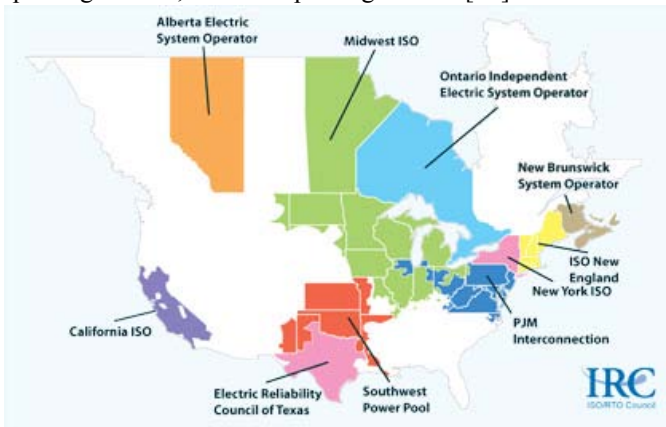 Alberta Electric
System Operator
Midwest ISO
Ontario Independent
Electric System Operator
New Brunswick
System Operator
ISO New
England
New York ISO
PJM
Interconnection
California ISO
Electric Reliability
Council of Texas
Southwest
Power Pool
IRC
ISO/RTO Council